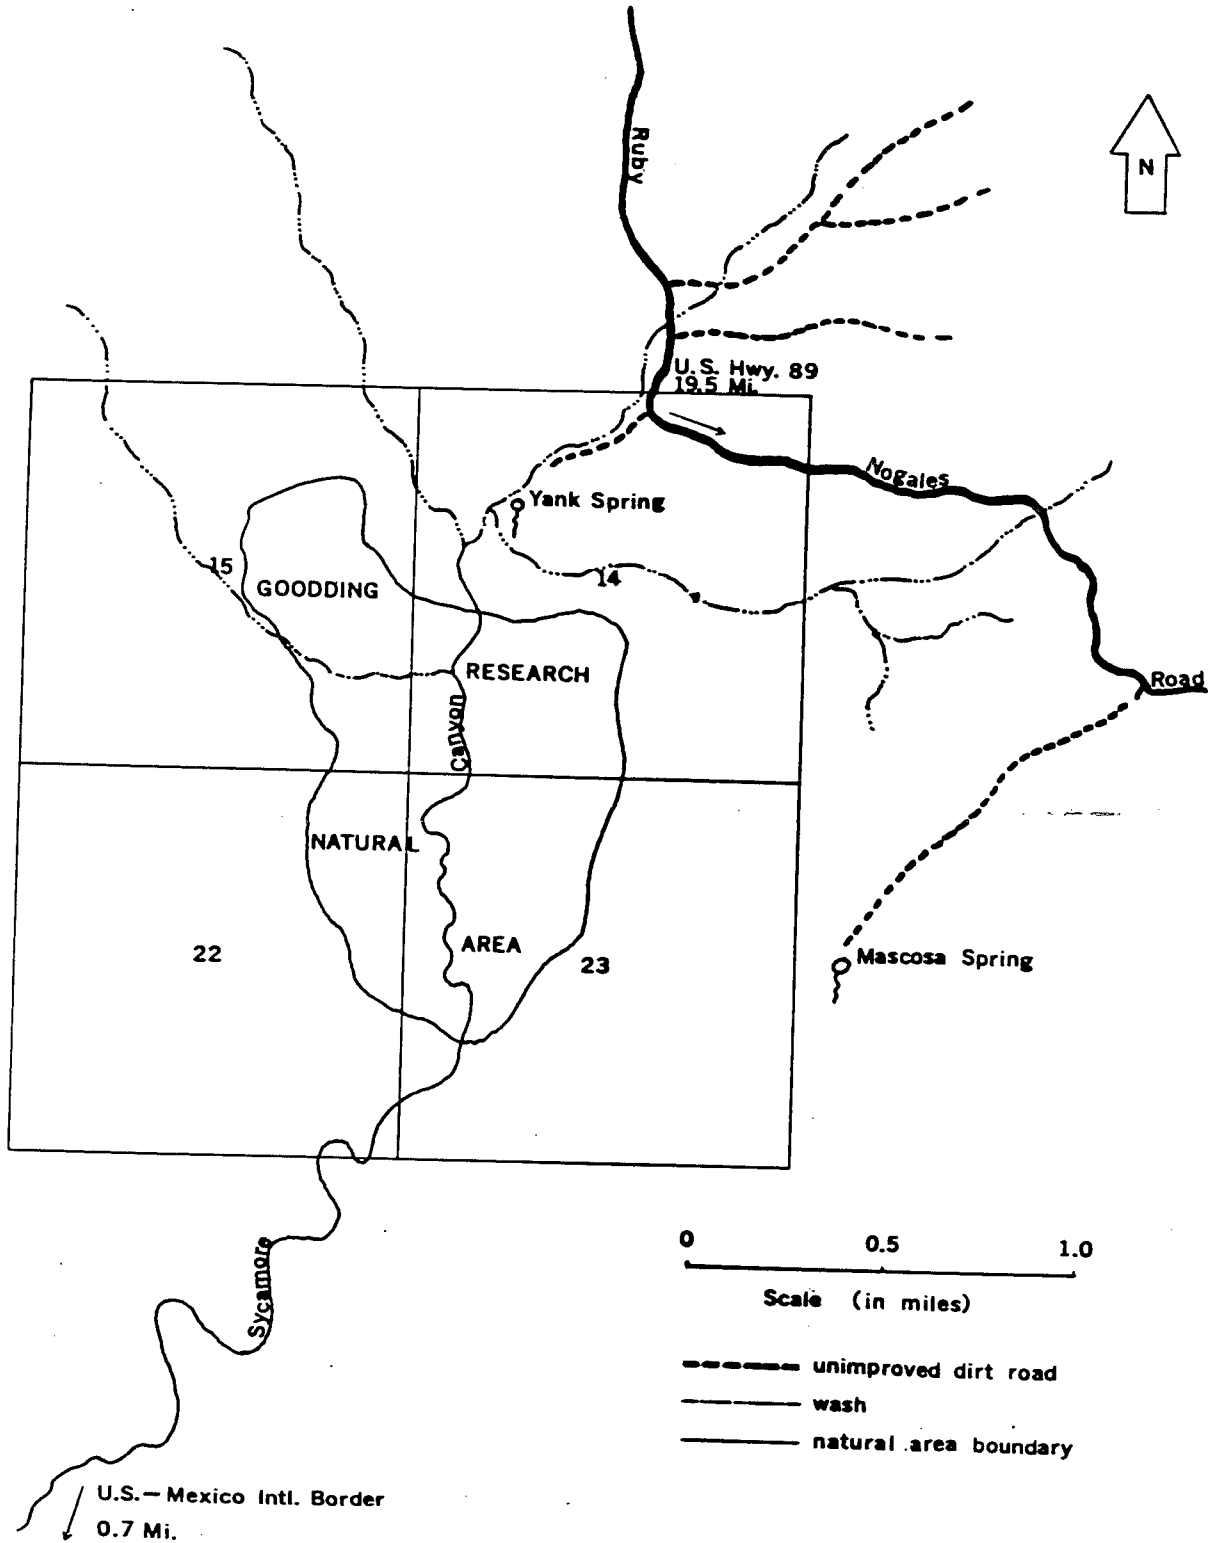 Ruby
N
U.S. Hwy. 89
19.5 Mi.
Nogales
Yank Spring
15
14
GOODDING
RESEARCH
Road
Canyon
NATURAL
22
AREA
23
Mascosa Spring
Sycamore
0 0.5 1.0
Scale (in miles)
unimproved dirt road
wash
natural area boundary
U.S.—Mexico Intl. Border
0.7 Mi.